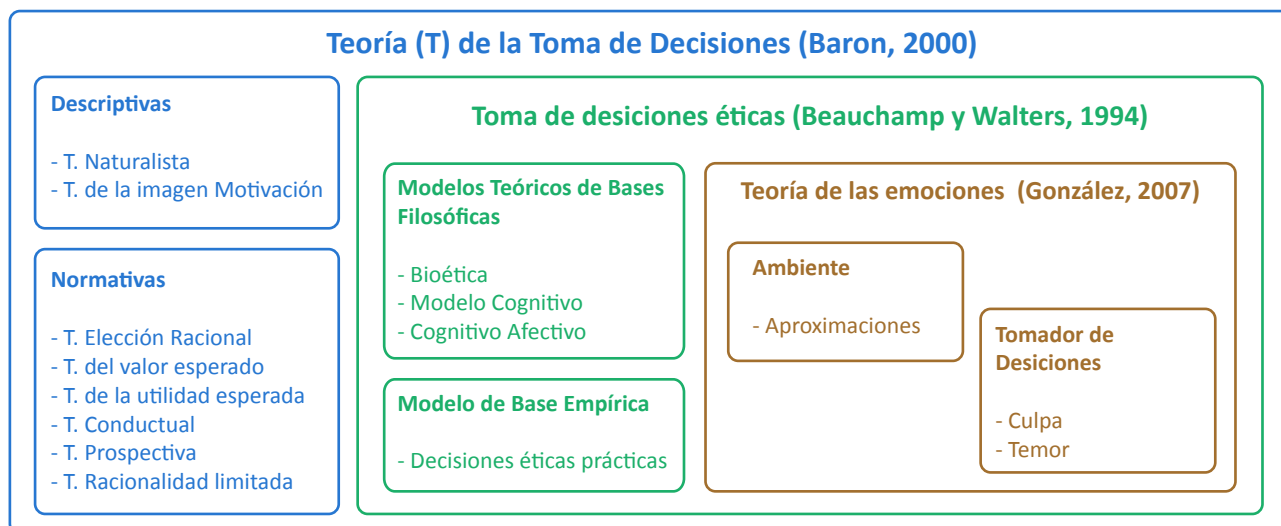 Teoría (T) de la Toma de Decisiones (Baron, 2000)
Descriptivas
- T. Naturalista
- T. de la imagen Motivación
Normativas
- T. Elección Racional
- T. del valor esperado
- T. de la utilidad esperada
- T. Conductual
- T. Prospectiva
- T. Racionalidad limitada
Toma de desiciones éticas (Beauchamp y Walters, 1994)
Modelos Teóricos de Bases
Filosóficas
- Bioética
- Modelo Cognitivo
- Cognitivo Afectivo
Modelo de Base Empírica
- Decisiones éticas prácticas
Teoría de las emociones (González, 2007)
Ambiente
- Aproximaciones
Tomador de
Desiciones
- Culpa
- Temor